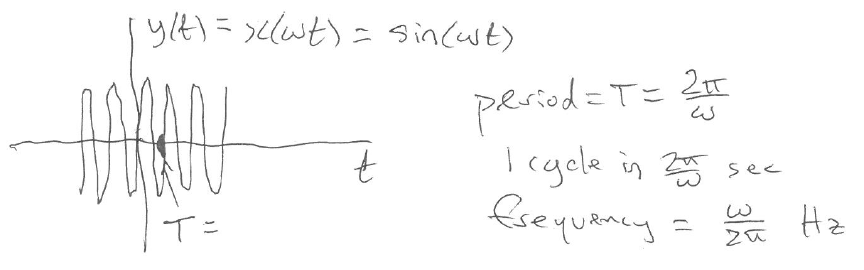 y(t) = x(ωt) = sin(ωt)
period = T = 2π/ω
t
1 cycle in 2π/ω sec
T =
frequency = ω/2π Hz